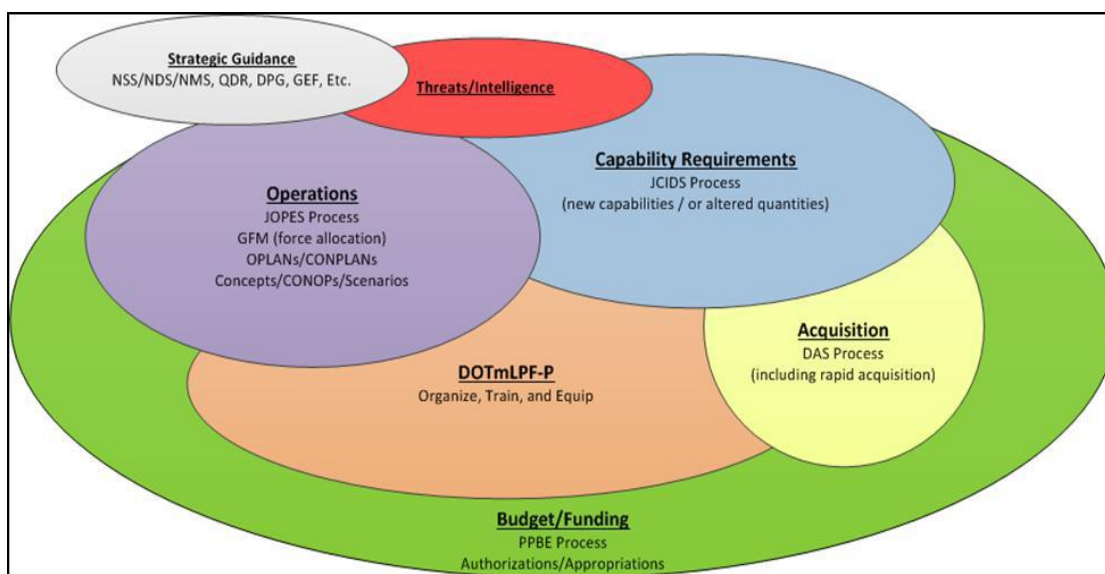 Strategic Guidance
NSS/NDS/NMS, QDR, DPG, GEF, Etc.
Threats/Intelligence
Capability Requirements
JCIDS Process
(new capabilities / or altered quantities)
Operations
JOPES Process
GFM (force allocation)
OPLANs/CONPLANs
Concepts/CONOPs/Scenarios
Acquisition
DAS Process
(including rapid acquisition)
DOTmLPF-P
Organize, Train, and Equip
Budget/Funding
PPBE Process
Authorizations/Appropriations